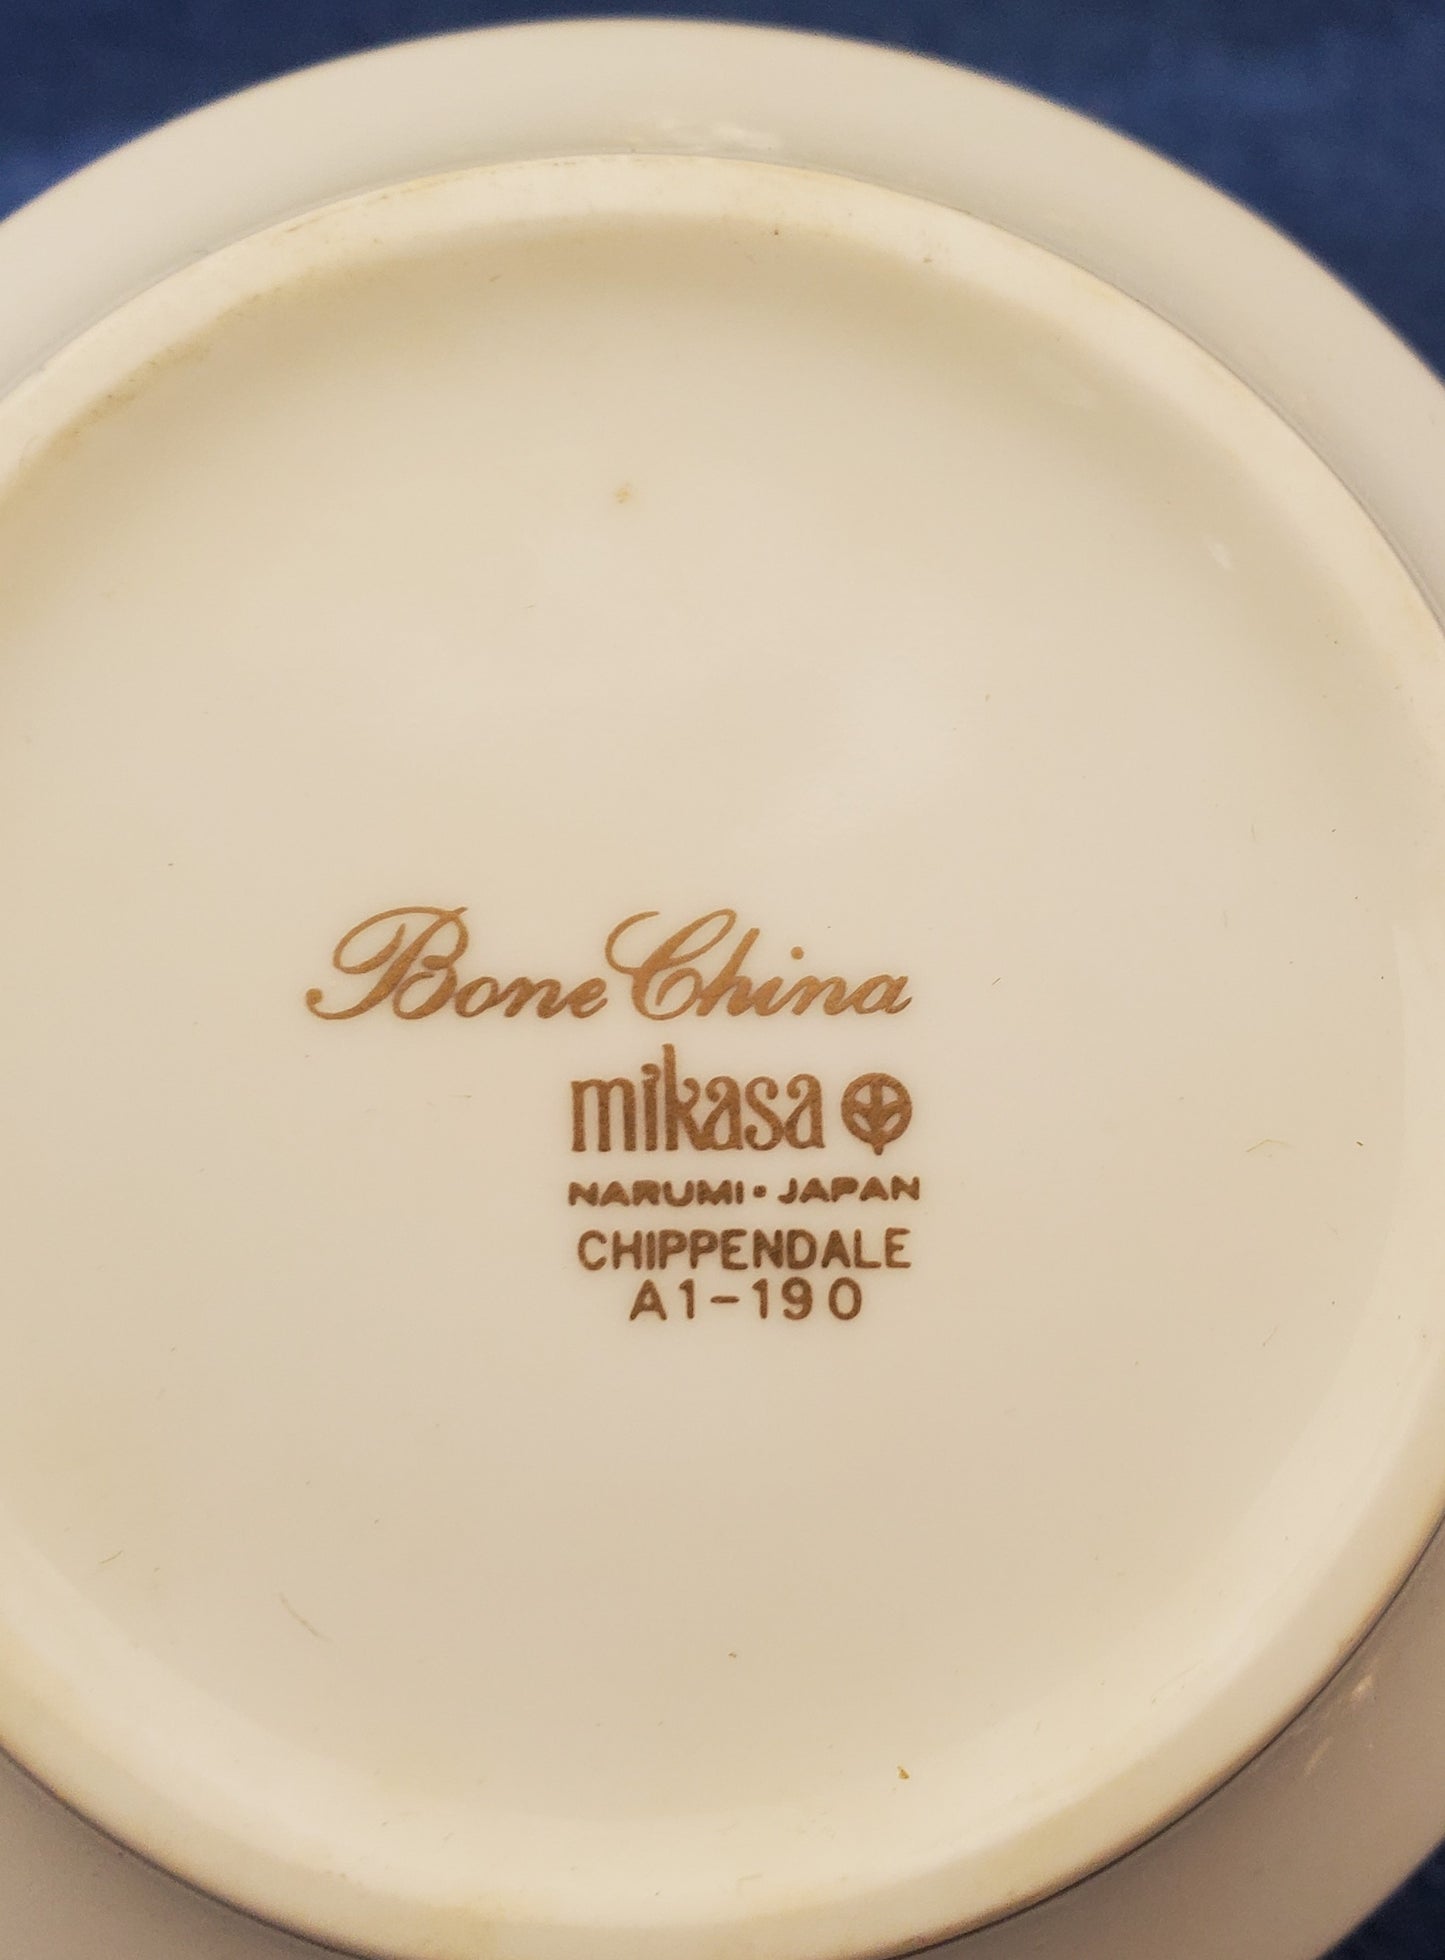 Bone China
mikasa
NARUMI • JAPAN
CHIPPENDALE
A1-190